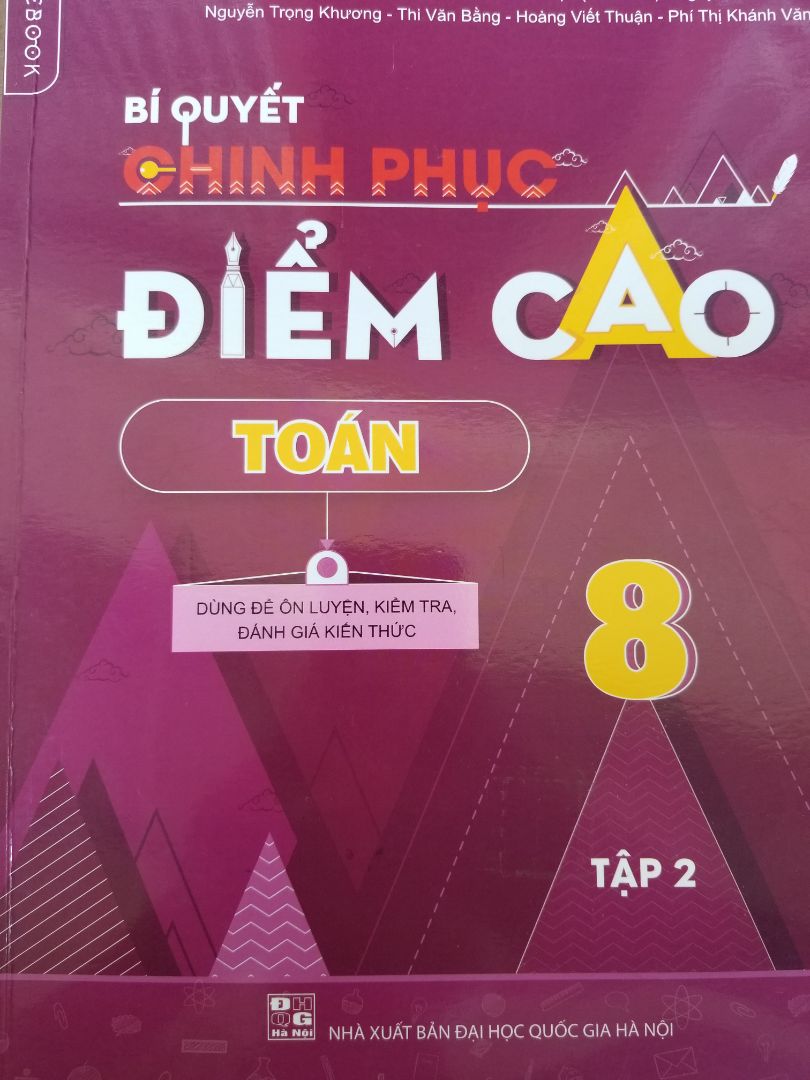 Nguyễn Trọng Khương - Thi Văn Bằng - Hoàng Viết Thuận - Phí Thị Khánh Vân
EBOOK
BÍ QUYẾT
CHINH PHỤC
ĐIỂM CAO
TOÁN
DÙNG ĐỂ ÔN LUYỆN, KIỂM TRA,
ĐÁNH GIÁ KIẾN THỨC
8
TẬP 2
ĐH
QG
Hà Nội
NHÀ XUẤT BẢN ĐẠI HỌC QUỐC GIA HÀ NỘI